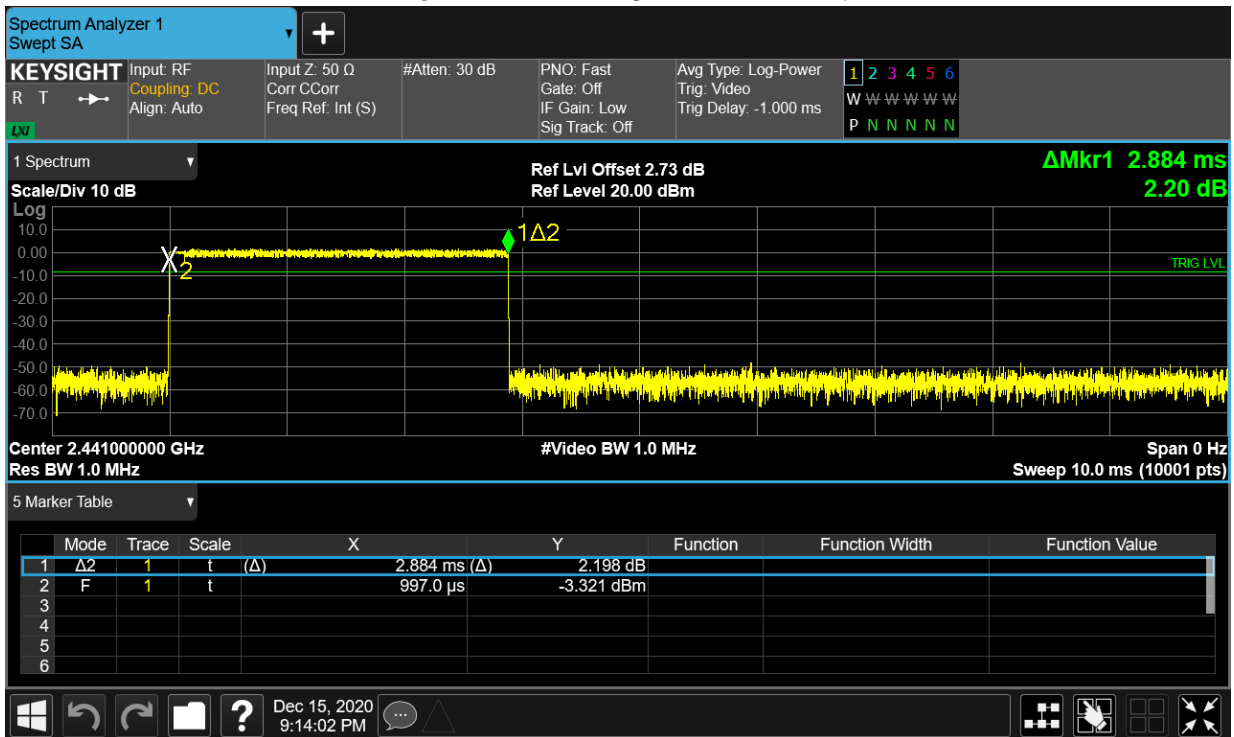 Spectrum Analyzer 1
Swept SA
+
KEYSIGHT Input: RF Input Z: 50 Ω #Atten: 30 dB PNO: Fast Avg Type: Log-Power 1 2 3 4 5 6
R T Coupling: DC Corr CCorr Gate: Off Trig: Video W W W W W W
Align: Auto Freq Ref: Int (S) IF Gain: Low Trig Delay: -1.000 ms P N N N N N
LXI Sig Track: Off
1 Spectrum Ref Lvl Offset 2.73 dB ΔMkr1 2.884 ms
Scale/Div 10 dB Ref Level 20.00 dBm 2.20 dB
Log
10.0 1Δ2
0.00
X2
TRIG LVL
-10.0
-20.0
-30.0
-40.0
-50.0
-60.0
-70.0
Center 2.441000000 GHz #Video BW 1.0 MHz Span 0 Hz
Res BW 1.0 MHz Sweep 10.0 ms (10001 pts)
5 Marker Table
Mode Trace Scale X Y Function Function Width Function Value
1 Δ2 1 t (Δ) 2.884 ms (Δ) 2.198 dB
2 F 1 t 997.0 µs -3.321 dBm
3
4
5
6
? Dec 15, 2020
9:14:02 PM